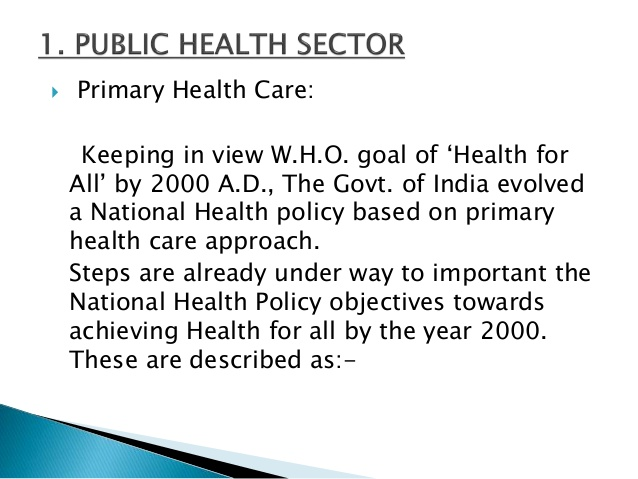 1. PUBLIC HEALTH SECTOR
Primary Health Care:
Keeping in view W.H.O. goal of ‘Health for
All’ by 2000 A.D., The Govt. of India evolved
a National Health policy based on primary
health care approach.
Steps are already under way to important the
National Health Policy objectives towards
achieving Health for all by the year 2000.
These are described as:-